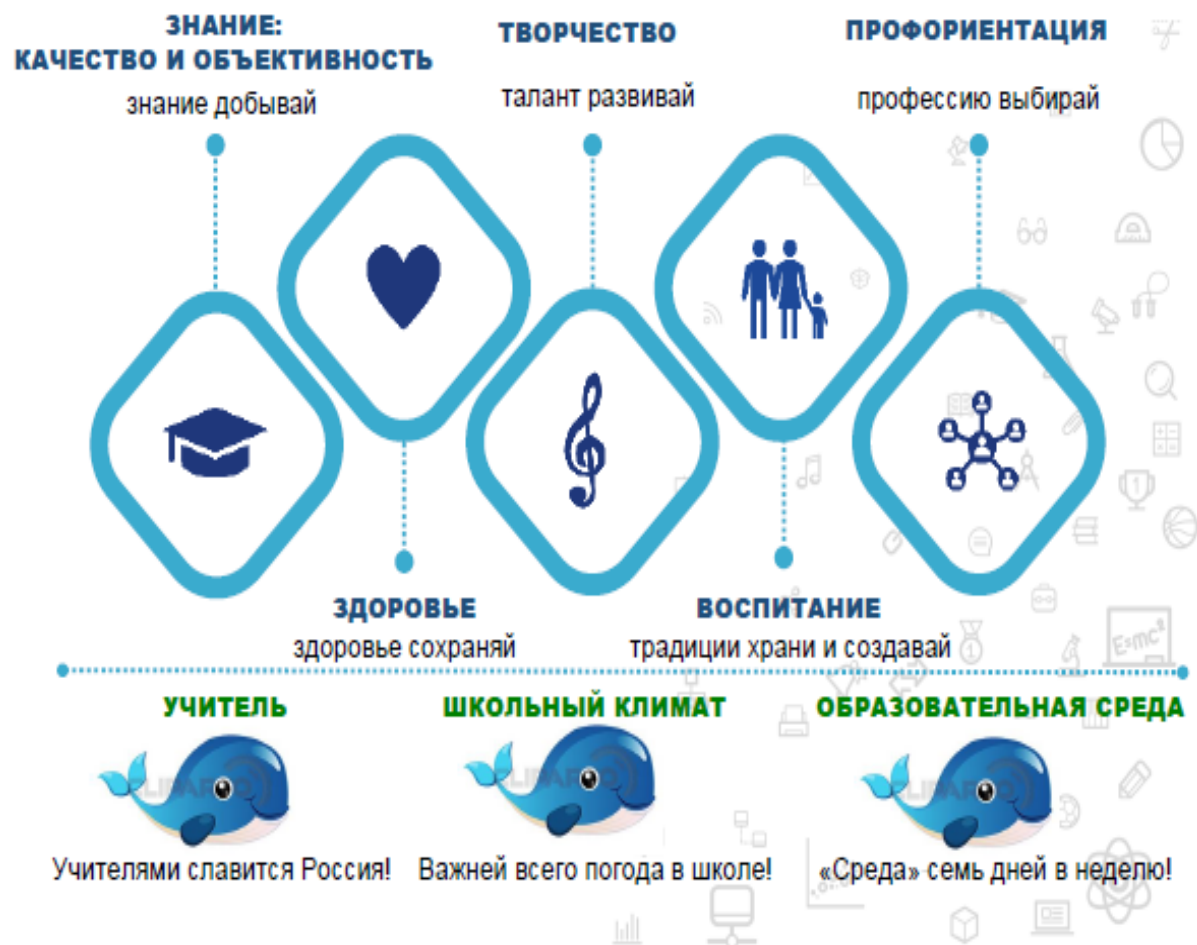 ЗНАНИЕ:
КАЧЕСТВО И ОБЪЕКТИВНОСТЬ
знание добывай
ТВОРЧЕСТВО
талант развивай
ПРОФОРИЕНТАЦИЯ
профессию выбирай
ЗДОРОВЬЕ
здоровье сохраняй
ВОСПИТАНИЕ
традиции храни и создавай
E=mc²
УЧИТЕЛЬ
ШКОЛЬНЫЙ КЛИМАТ
ОБРАЗОВАТЕЛЬНАЯ СРЕДА
Учителями славится Россия!
Важней всего погода в школе!
«Среда» семь дней в неделю!